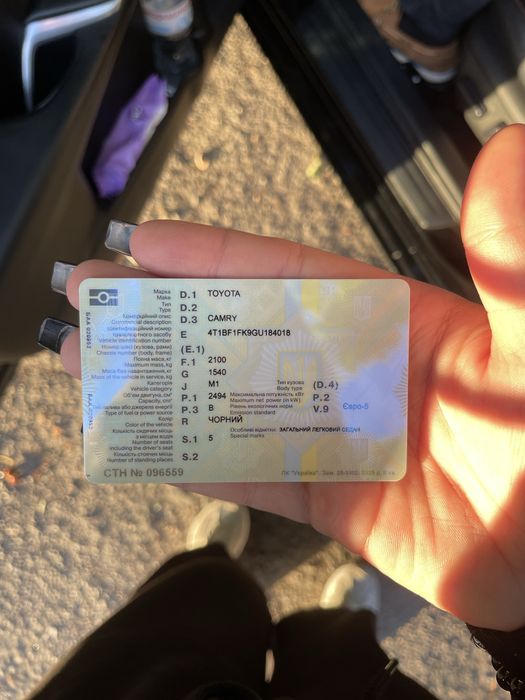 Марка
Make
D.1 TOYOTA
Тип
Type
D.2
Комерційний опис
Commercial description
D.3 CAMRY
Ідентифікаційний номер
транспортного засобу
Vehicle identification number
E 4T1BF1FK9GU184018
Номер шасі (кузова, рами)
Chassis number (body, frame)
(E.1)
Повна маса, кг
Maximum mass, kg
F.1 2100
Маса без навантаження, кг
Mass of the vehicle in service, kg
G 1540
Категорія
Vehicle category
J M1
Тип кузова
Body type
(D.4)
Об'єм двигуна, см³
Capacity, cm³
P.1 2494
Максимальна потужність, кВт
Maximum net power (in kW)
P.2
Type of fuel or power source
P.3 B
Рівень екологічних норм
Emission standard
V.9 Євро-5
Колір
Color of the vehicle
R ЧОРНИЙ
Особливі відмітки
Special marks
ЗАГАЛЬНИЙ ЛЕГКОВИЙ СЕДАН
Кількість сидячих місць
з місцем водія
Number of seats
including the driver's seat
S.1 5
Кількість стоячих місць
Number of standing places
S.2
СТН № 096559